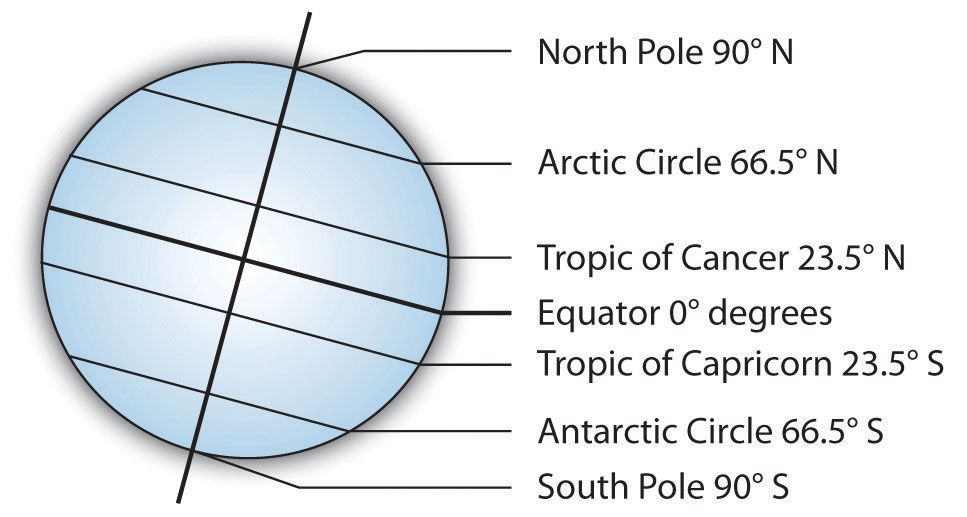 North Pole 90° N
Arctic Circle 66.5° N
Tropic of Cancer 23.5° N
Equator 0° degrees
Tropic of Capricorn 23.5° S
Antarctic Circle 66.5° S
South Pole 90° S